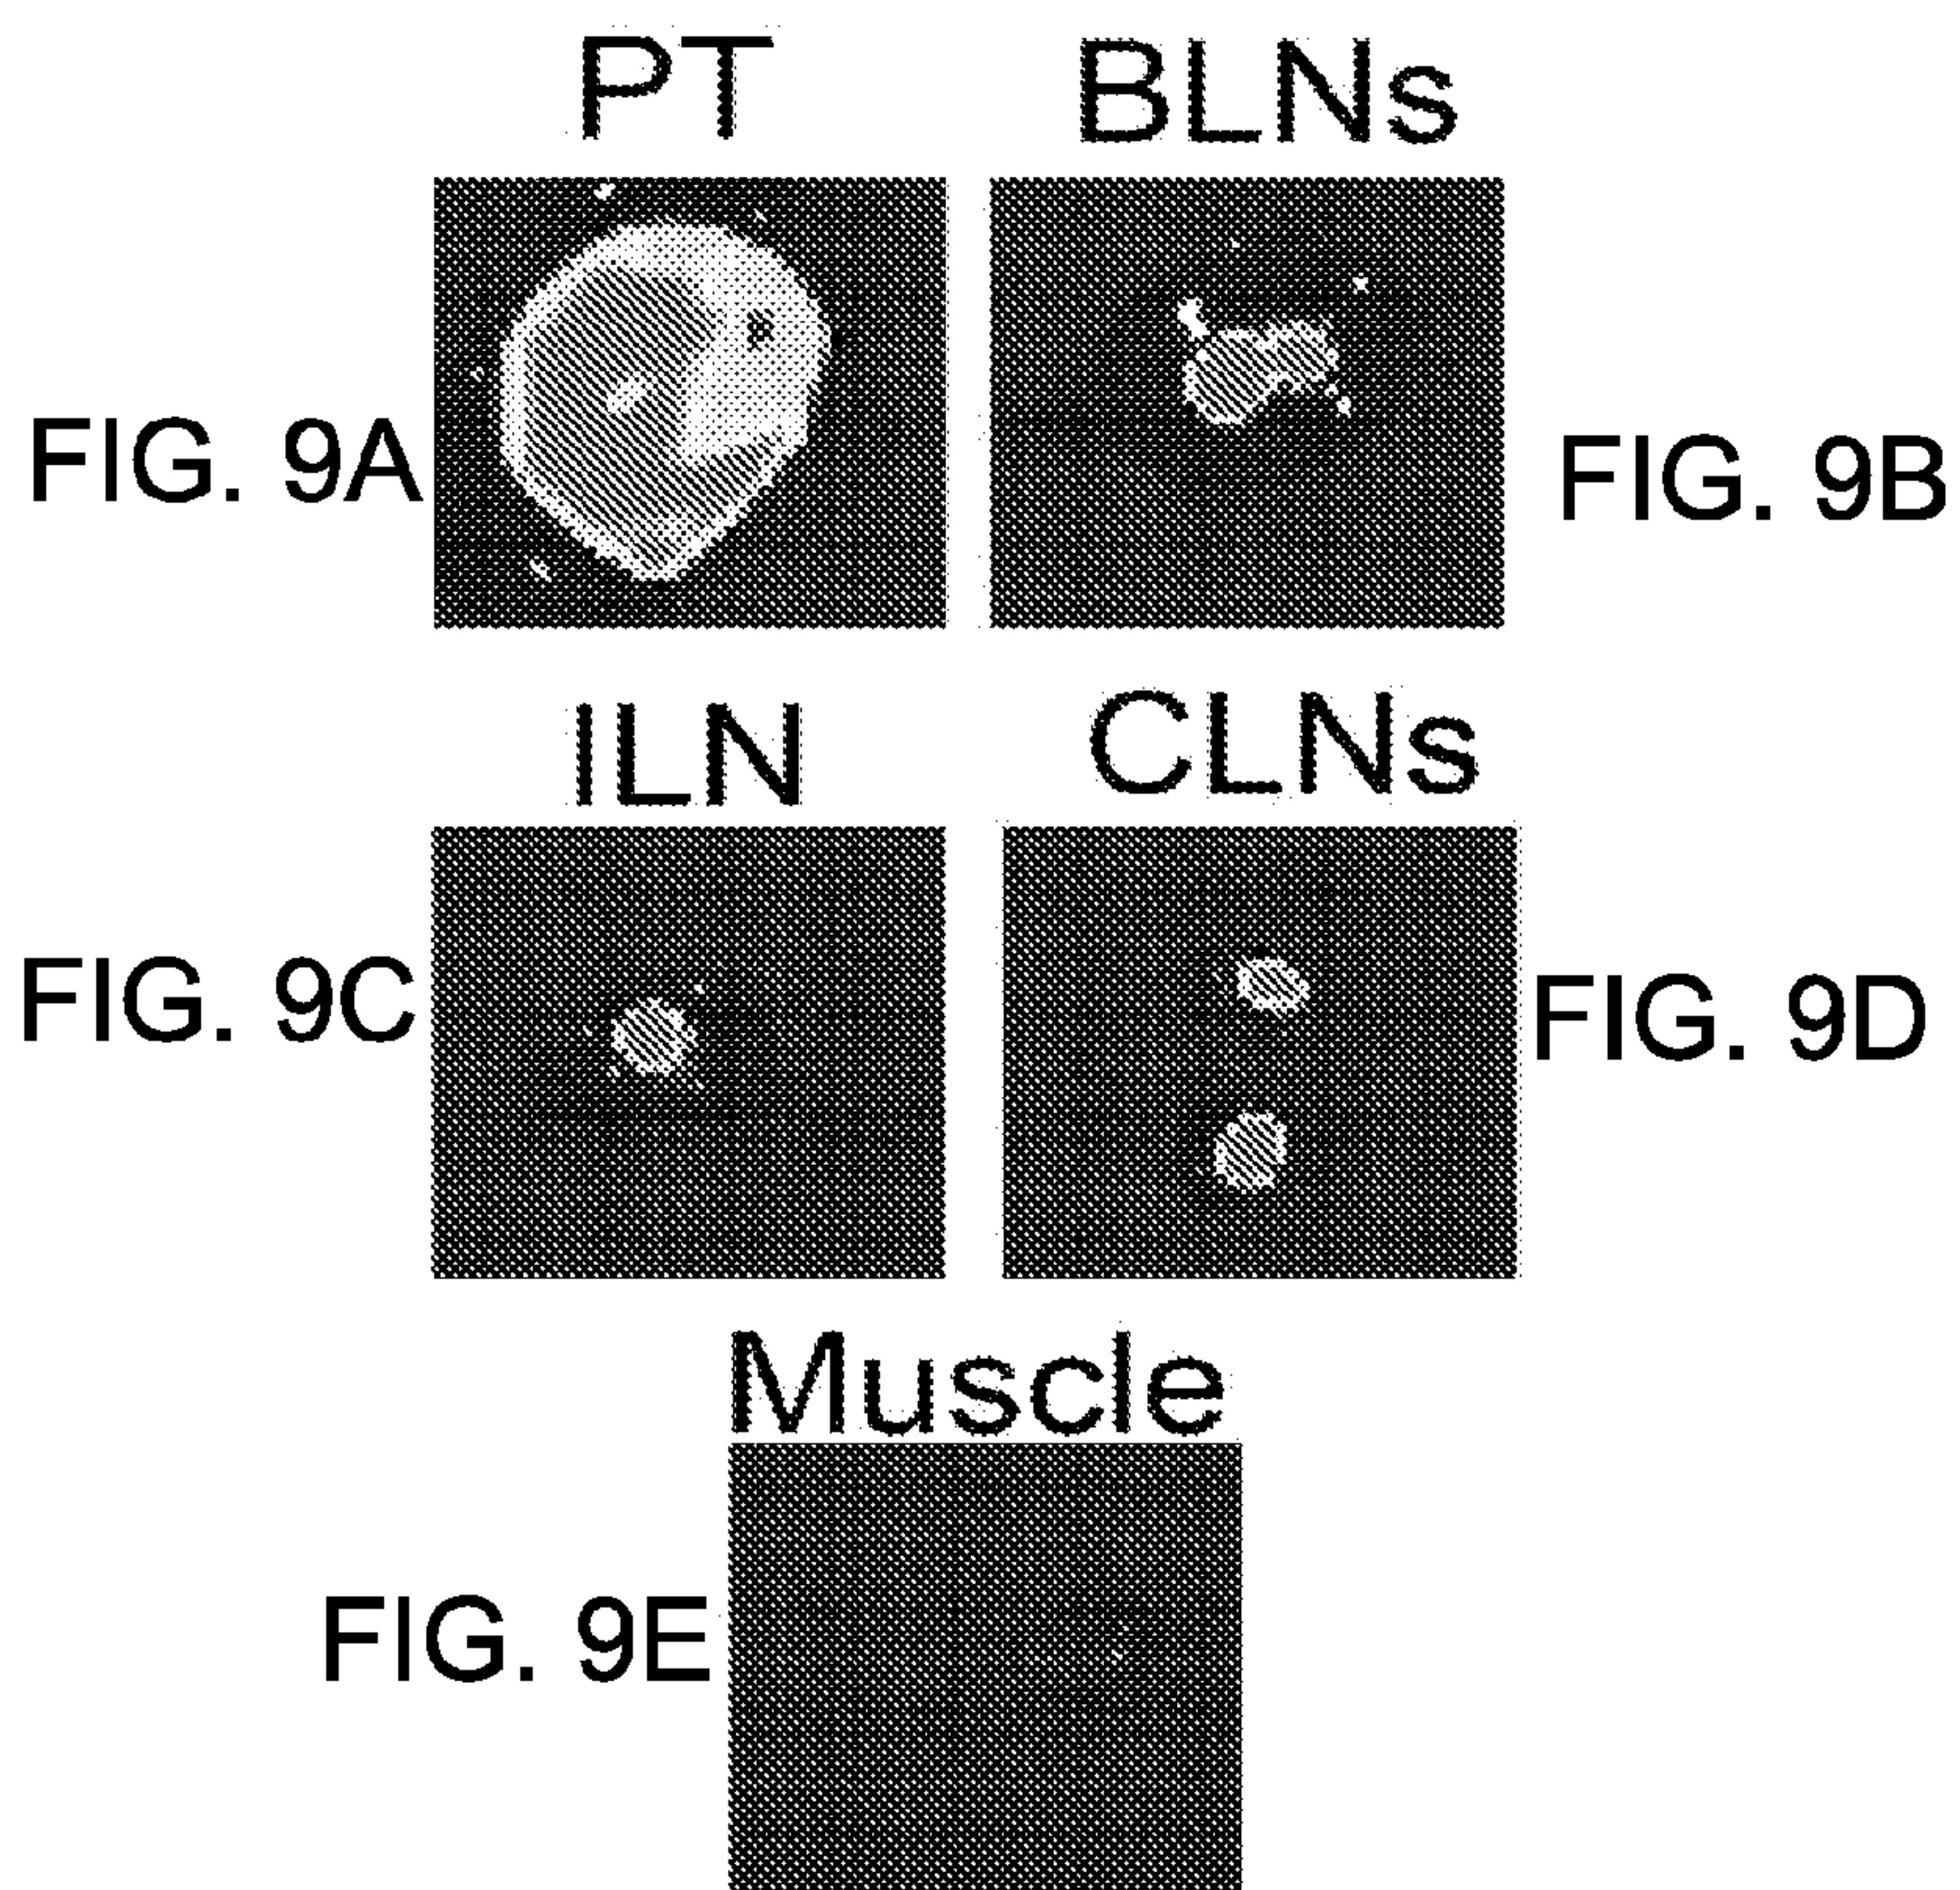 PT
BLNs
FIG. 9A
FIG. 9B
ILN
CLNs
FIG. 9C
FIG. 9D
Muscle
FIG. 9E